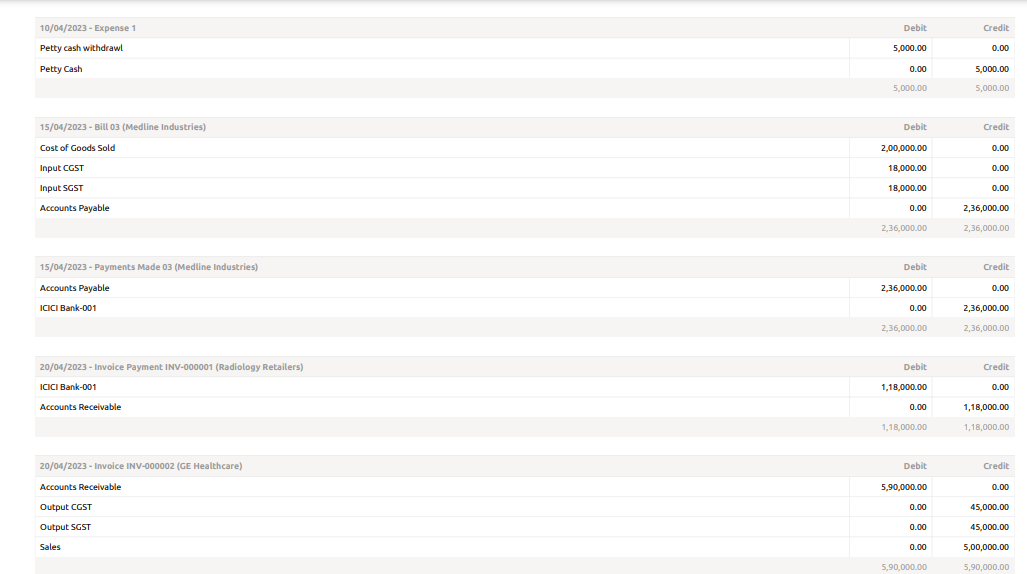 10/04/2023 - Expense 1 Debit Credit
Petty cash withdrawl 5,000.00 0.00
Petty Cash 0.00 5,000.00
5,000.00 5,000.00
15/04/2023 - Bill 03 (Medline Industries) Debit Credit
Cost of Goods Sold 2,00,000.00 0.00
Input CGST 18,000.00 0.00
Input SGST 18,000.00 0.00
Accounts Payable 0.00 2,36,000.00
2,36,000.00 2,36,000.00
15/04/2023 - Payments Made 03 (Medline Industries) Debit Credit
Accounts Payable 2,36,000.00 0.00
ICICI Bank-001 0.00 2,36,000.00
2,36,000.00 2,36,000.00
20/04/2023 - Invoice Payment INV-000001 (Radiology Retailers) Debit Credit
ICICI Bank-001 1,18,000.00 0.00
Accounts Receivable 0.00 1,18,000.00
1,18,000.00 1,18,000.00
20/04/2023 - Invoice INV-000002 (GE Healthcare) Debit Credit
Accounts Receivable 5,90,000.00 0.00
Output CGST 0.00 45,000.00
Output SGST 0.00 45,000.00
Sales 0.00 5,00,000.00
5,90,000.00 5,90,000.00